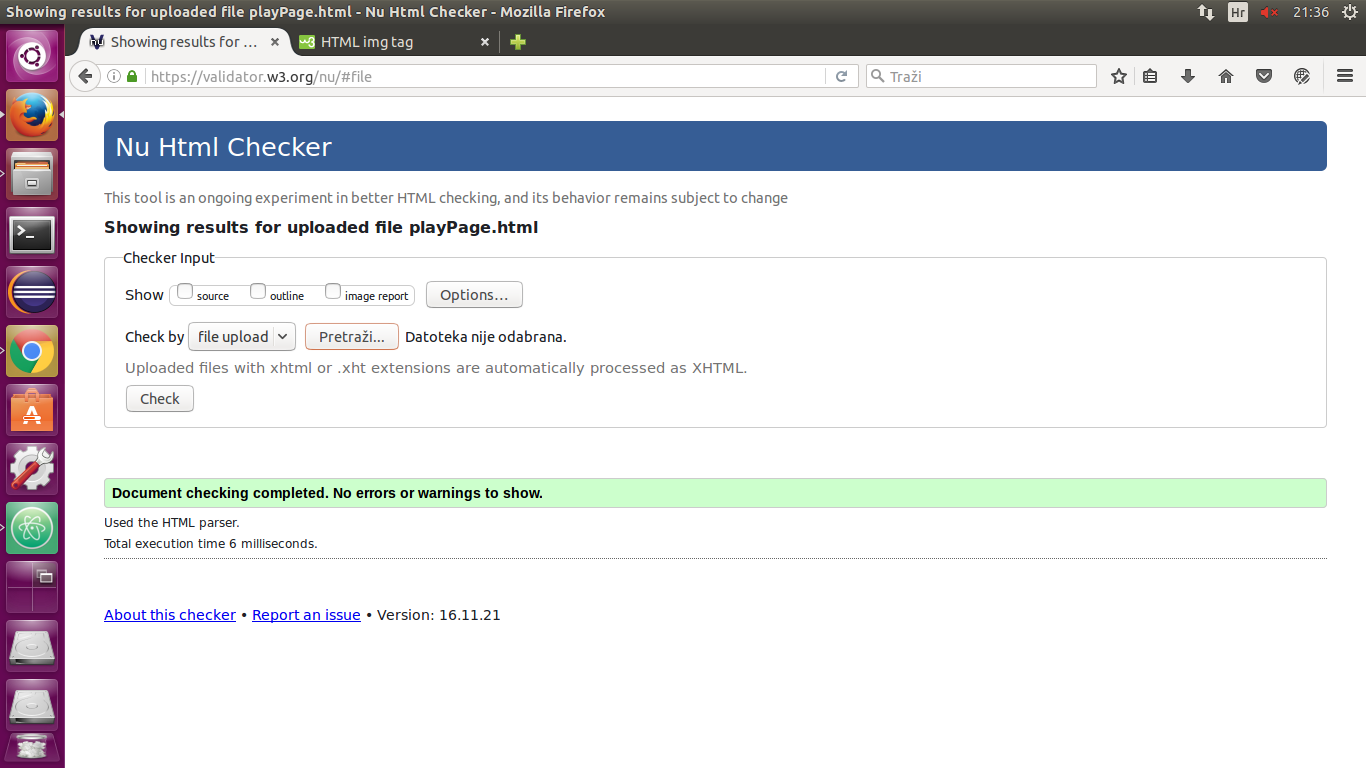 Showing results for uploaded file playPage.html - Nu Html Checker - Mozilla Firefox
Hr
21:36
nu
Showing results for ...
w3
HTML img tag
https://validator.w3.org/nu/#file
Traži
Nu Html Checker
This tool is an ongoing experiment in better HTML checking, and its behavior remains subject to change
Showing results for uploaded file playPage.html
Checker Input
Show source outline image report Options...
Check by file upload Pretraži... Datoteka nije odabrana.
Uploaded files with xhtml or .xht extensions are automatically processed as XHTML.
Check
Document checking completed. No errors or warnings to show.
Used the HTML parser.
Total execution time 6 milliseconds.
About this checker • Report an issue • Version: 16.11.21